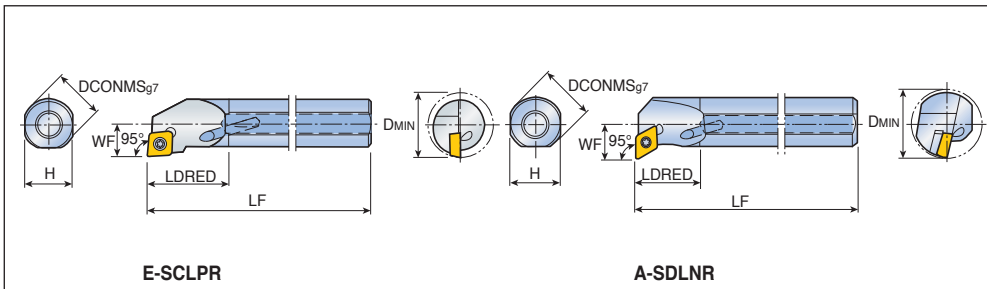 DCONMSg7
WF
95°
H
LDRED
LF
DMIN
E-SCLPR
DCONMSg7
WF
95°
H
LDRED
LF
DMIN
A-SDLNR